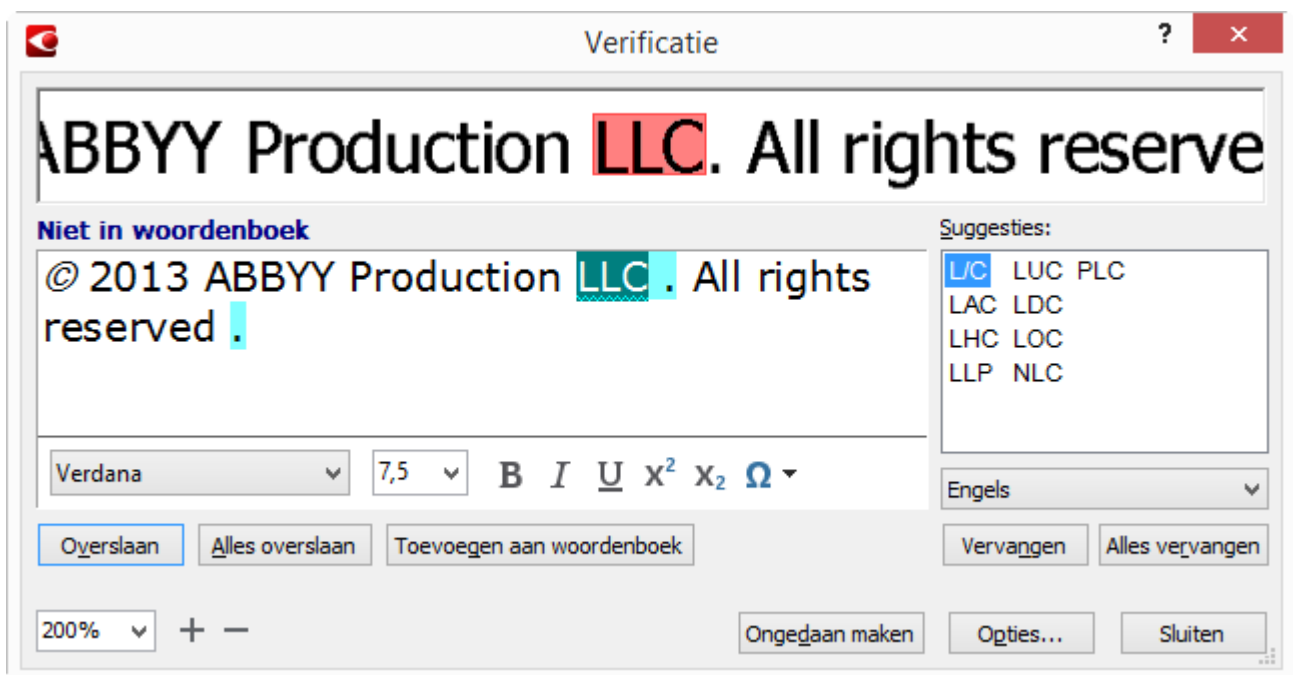 Verificatie ?
ABBYY Production LLC. All rights reserve
Niet in woordenboek
© 2013 ABBYY Production LLC . All rights
reserved .
Suggesties:
L/C LUC PLC
LAC LDC
LHC LOC
LLP NLC
Verdana 7,5 B I U X² X₂ Ω
Engels
Overslaan Alles overslaan Toevoegen aan woordenboek Vervangen Alles vervangen
200% + − Ongedaan maken Opties... Sluiten